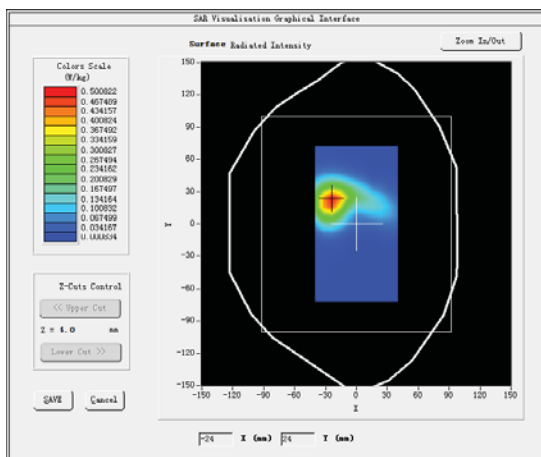 SAR Visualisation Graphical Interface
Surface Radiated Intensity
Zoom In/Out
Colors Scale
(W/kg)
0.500822
0.467489
0.434157
0.400824
0.367492
0.334159
0.300827
0.267494
0.234162
0.200829
0.167497
0.134164
0.100832
0.067499
0.034167
0.000834
Z-Cuts Control
<< Upper Cut
Z = 4.0 mm
Lower Cut >>
SAVE
Cancel
150
120
90
60
30
0
-30
-60
-90
-120
-150
Y
-150 -120 -90 -60 -30 0 30 60 90 120 150
X
-24 X (mm) 24 Y (mm)